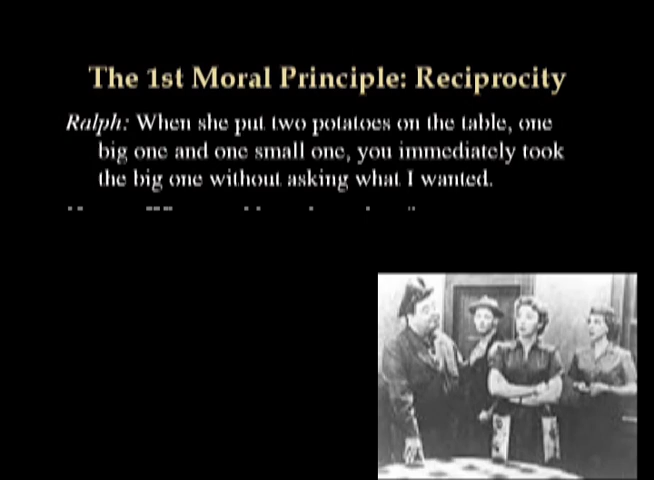 The 1st Moral Principle: Reciprocity
Ralph: When she put two potatoes on the table, one
big one and one small one, you immediately took
the big one without asking what I wanted.